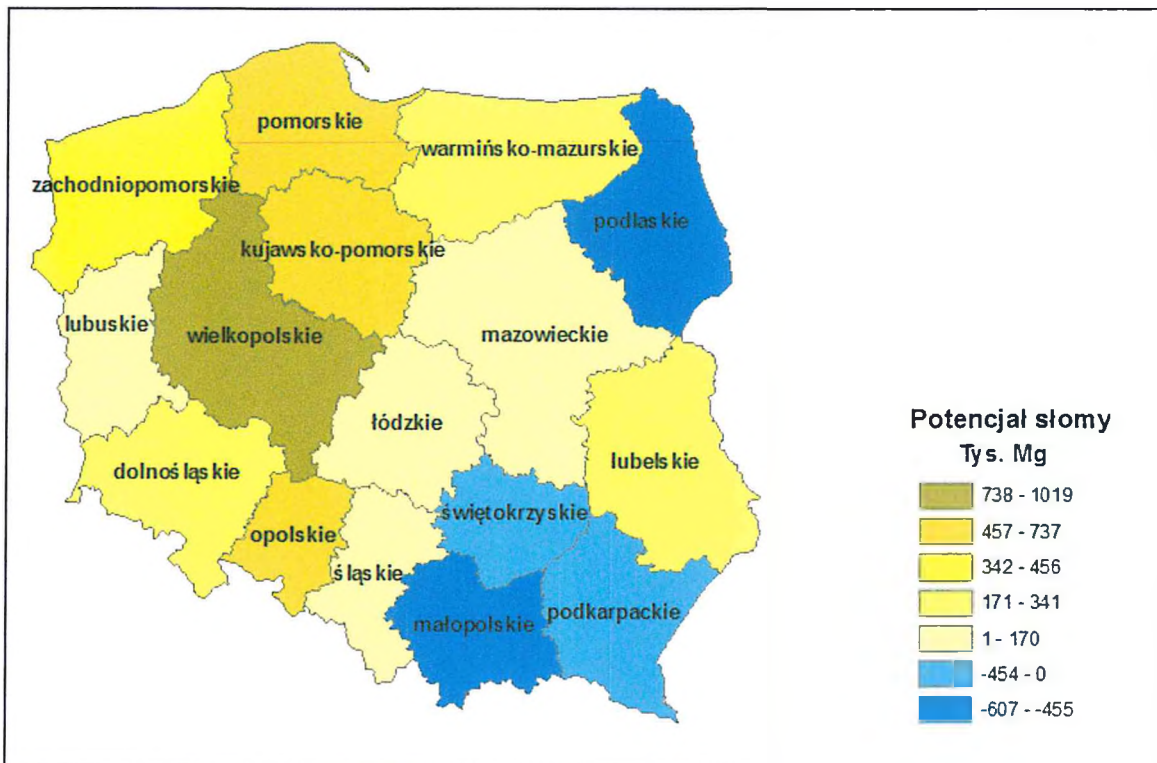 pomorskie
warmińsko-mazurskie
zachodniopomorskie
podlaskie
kujawsko-pomorskie
lubuskie
wielkopolskie
mazowieckie
łódzkie
dolnośląskie
lubelskie
świętokrzyskie
opolskie
śląskie
małopolskie
podkarpackie
Potencjał słomy
Tys. Mg
738 - 1019
457 - 737
342 - 456
171 - 341
1 - 170
-454 - 0
-607 - -455